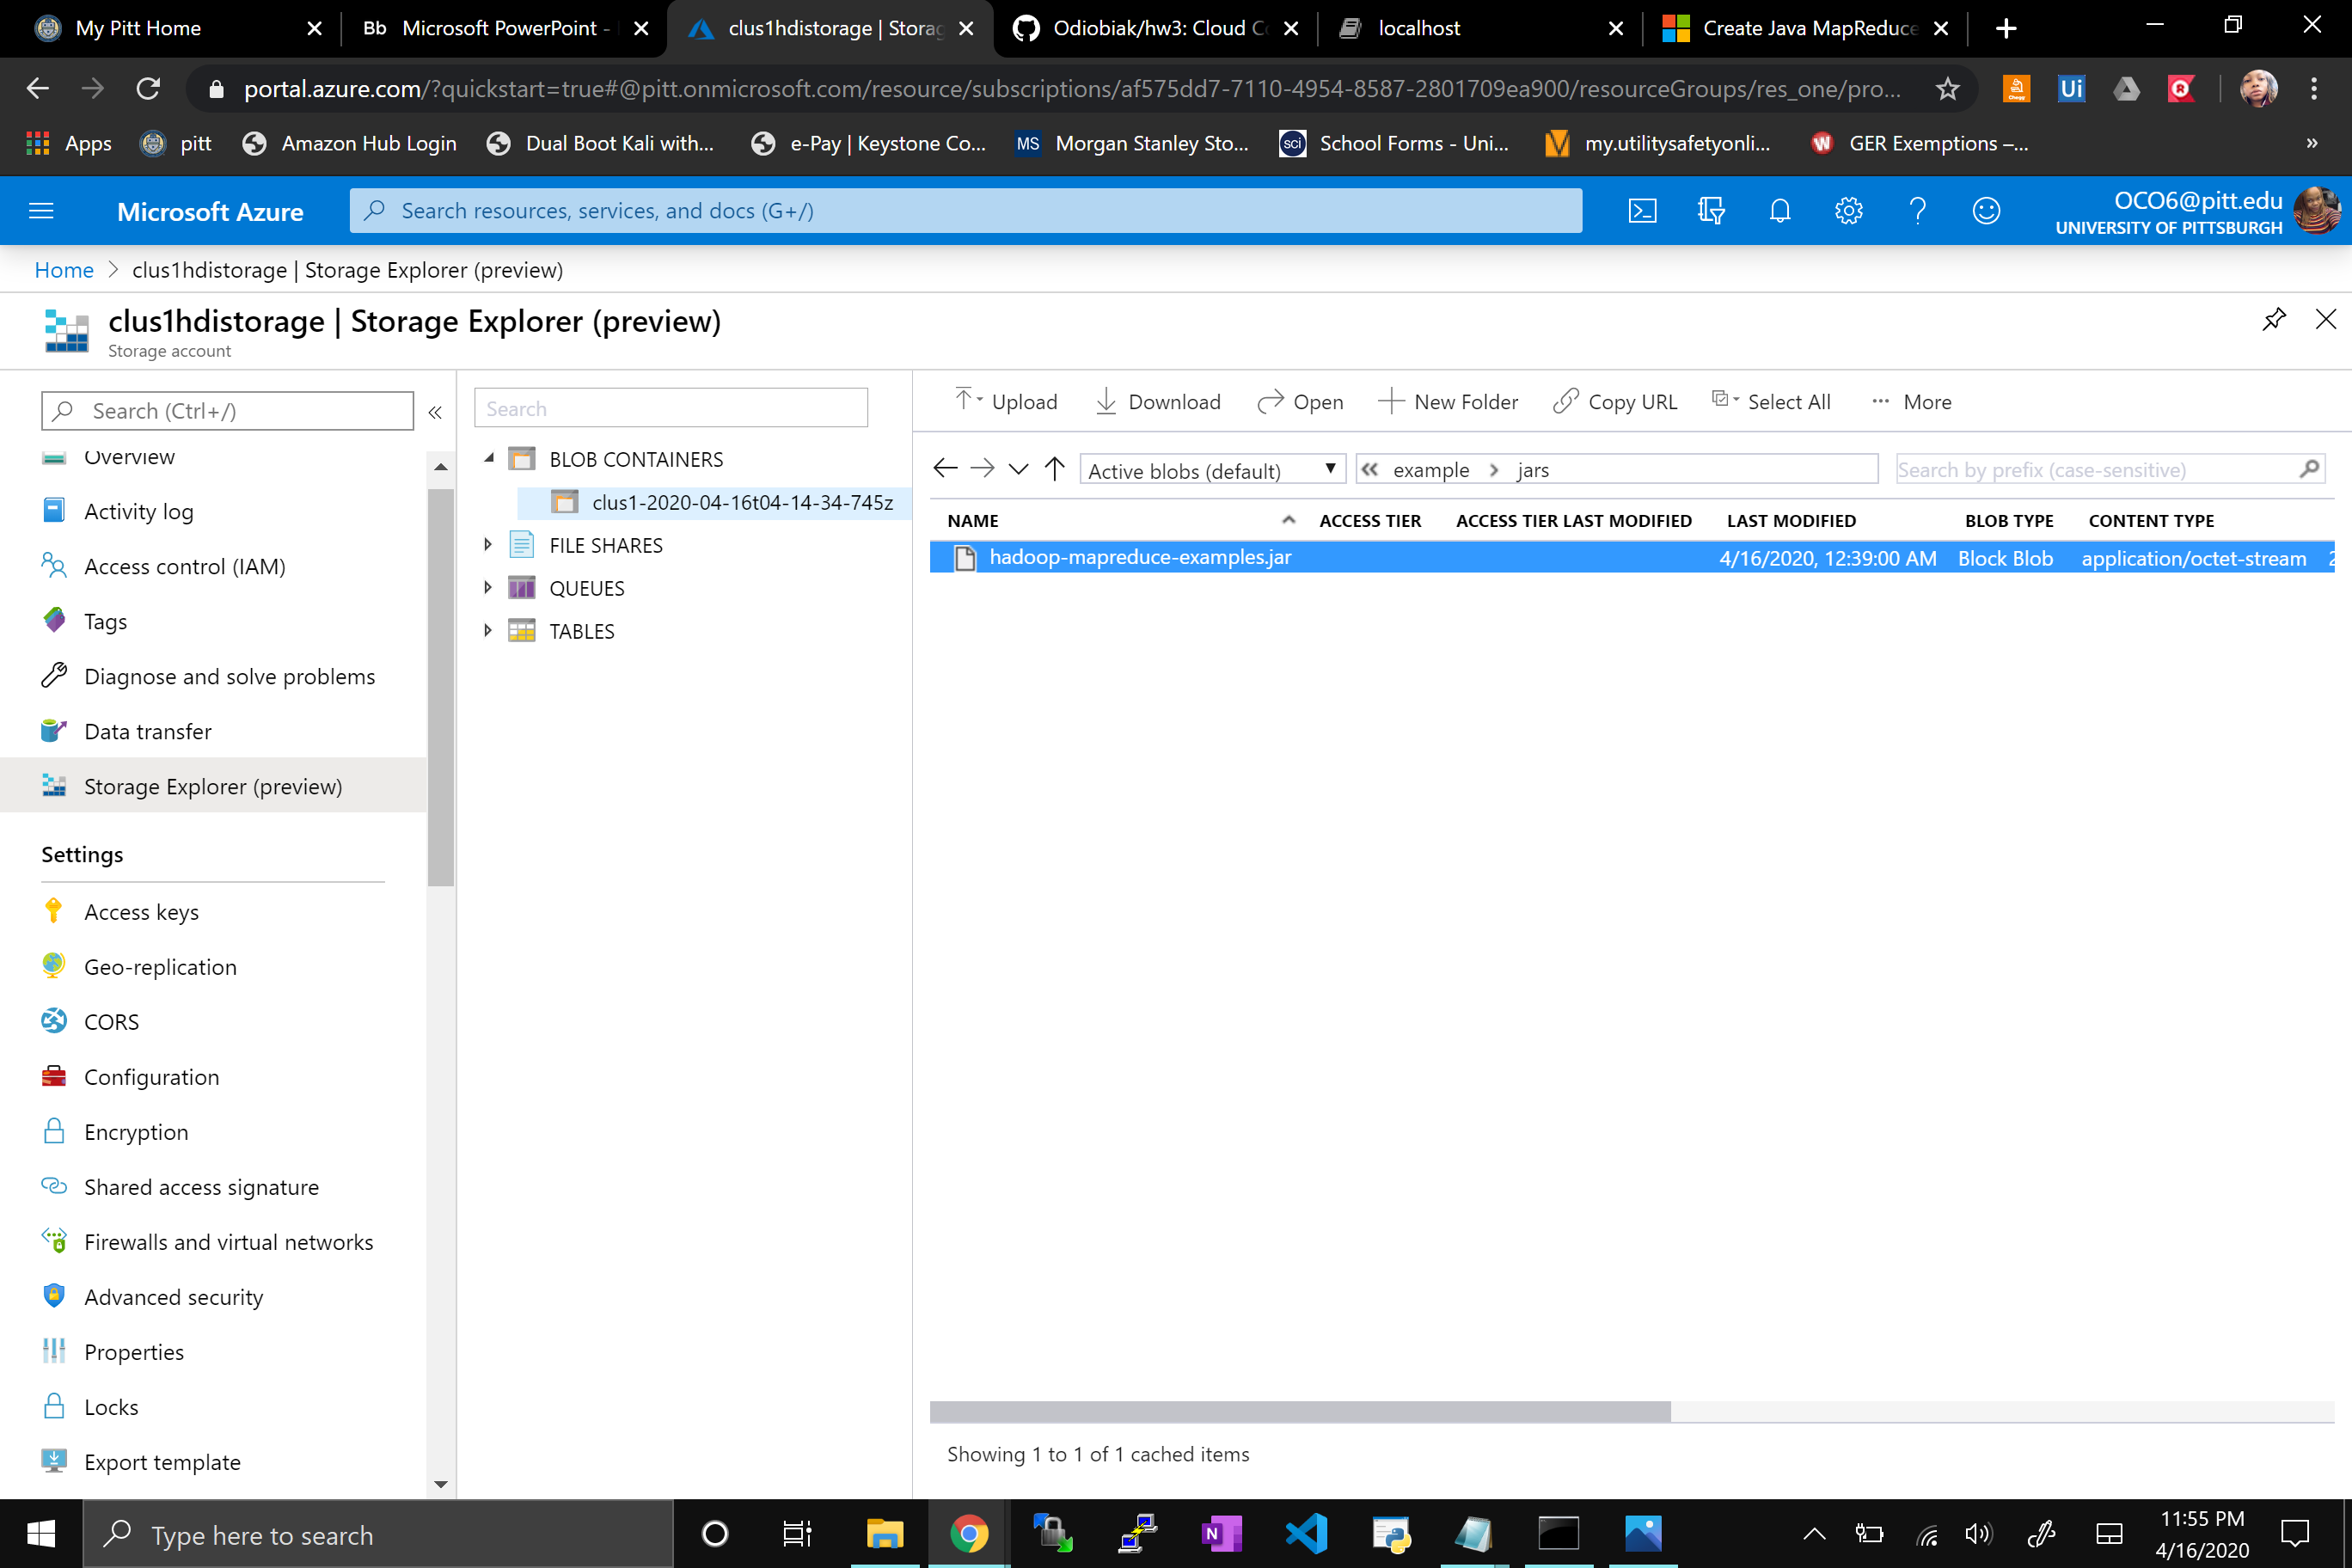 My Pitt Home
Bb Microsoft PowerPoint -
clus1hdistorage | Storag
Odiobiak/hw3: Cloud Co
localhost
Create Java MapReduce
portal.azure.com/?quickstart=true#@pitt.onmicrosoft.com/resource/subscriptions/af575dd7-7110-4954-8587-2801709ea900/resourceGroups/res_one/pro...
Chegg
Ui
R
Apps
pitt
Amazon Hub Login
Dual Boot Kali with...
e-Pay | Keystone Co...
MS Morgan Stanley Sto...
sci School Forms - Uni...
my.utilitysafetyonli...
W GER Exemptions –...
»
Microsoft Azure
Search resources, services, and docs (G+/)
OCO6@pitt.edu
UNIVERSITY OF PITTSBURGH
Home > clus1hdistorage | Storage Explorer (preview)
clus1hdistorage | Storage Explorer (preview)
Storage account
Search (Ctrl+/)
«
Overview
Activity log
Access control (IAM)
Tags
Diagnose and solve problems
Data transfer
Storage Explorer (preview)
Settings
Access keys
Geo-replication
CORS
Configuration
Encryption
Shared access signature
Firewalls and virtual networks
Advanced security
Properties
Locks
Export template
Search
BLOB CONTAINERS
clus1-2020-04-16t04-14-34-745z
FILE SHARES
QUEUES
TABLES
Upload
Download
Open
New Folder
Copy URL
Select All
More
Active blobs (default)
« example > jars
Search by prefix (case-sensitive)
NAME ACCESS TIER ACCESS TIER LAST MODIFIED LAST MODIFIED BLOB TYPE CONTENT TYPE
hadoop-mapreduce-examples.jar 4/16/2020, 12:39:00 AM Block Blob application/octet-stream 2
Showing 1 to 1 of 1 cached items
Type here to search
N
11:55 PM
4/16/2020